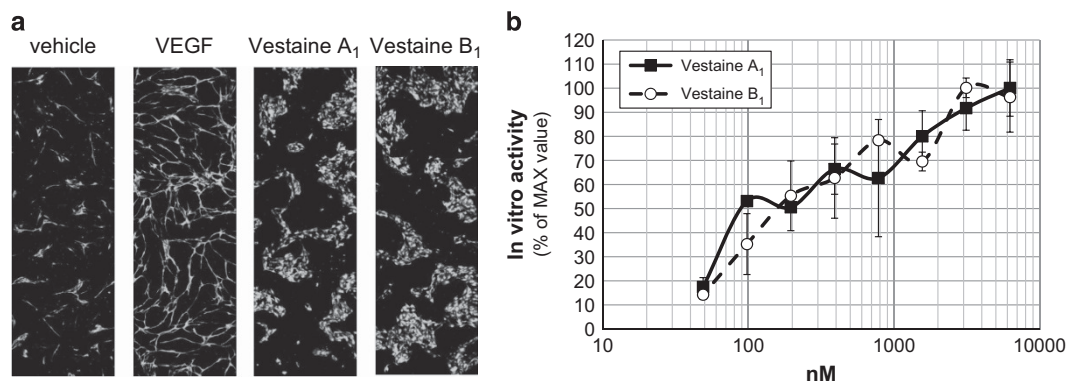 a
vehicle VEGF Vestaine A1 Vestaine B1
b
In vitro activity
(% of MAX value)
120
110
100
90
80
70
60
50
40
30
20
10
0
Vestaine A1
Vestaine B1
10 100 1000 10000
nM